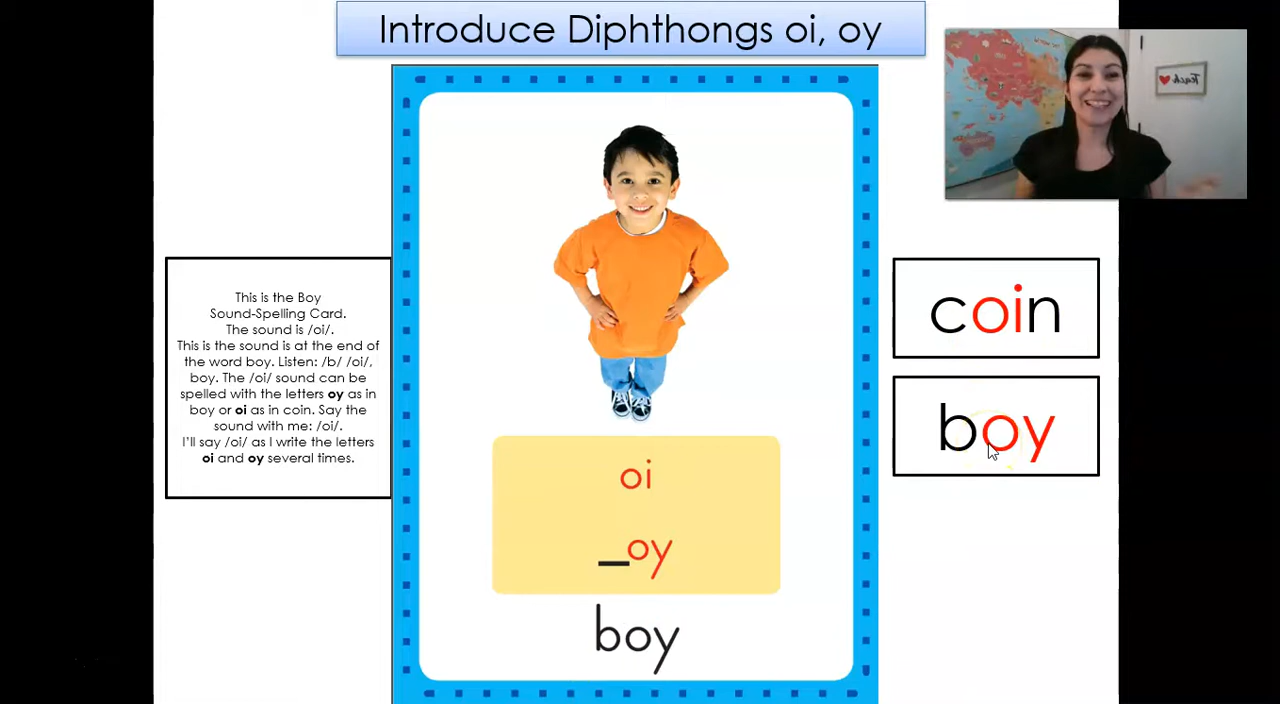 Introduce Diphthongs oi, oy
Teach
This is the Boy
Sound-Spelling Card.
The sound is /oi/.
This is the sound is at the end of
the word boy. Listen: /b/ /oi/,
boy. The /oi/ sound can be
spelled with the letters oy as in
boy or oi as in coin. Say the
sound with me: /oi/.
I'll say /oi/ as I write the letters
oi and oy several times.
oi
_oy
boy
coin
boy